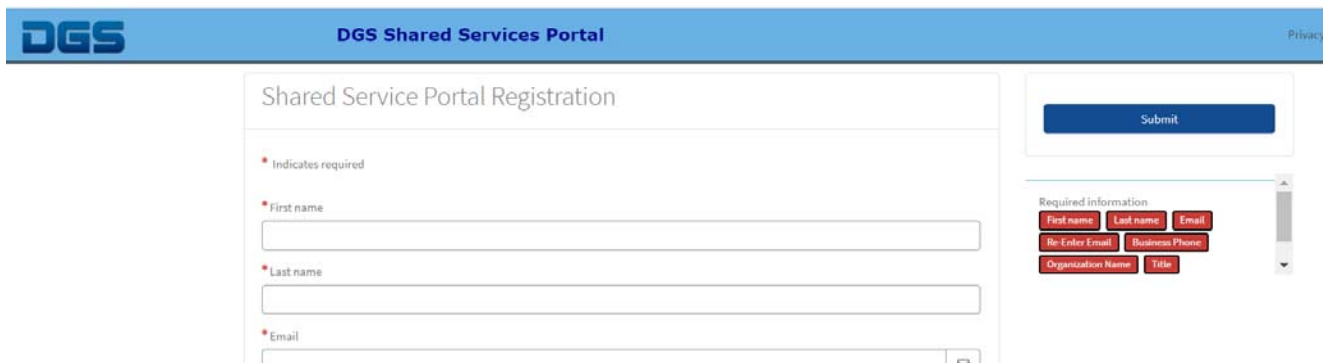 DGS
DGS Shared Services Portal
Privacy
Shared Service Portal Registration
* Indicates required
* First name
* Last name
* Email
Submit
Required information
First name Last name Email
Re-Enter Email Business Phone
Organization Name Title